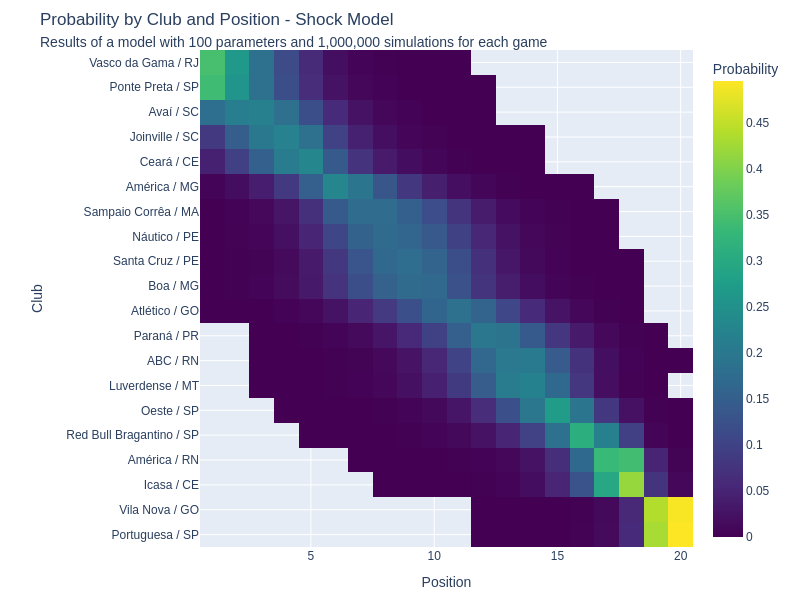 Probability by Club and Position - Shock Model
Results of a model with 100 parameters and 1,000,000 simulations for each game
Probability
Vasco da Gama / RJ
Ponte Preta / SP
Avaí / SC
Joinville / SC
Ceará / CE
América / MG
Sampaio Corrêa / MA
Náutico / PE
Santa Cruz / PE
Boa / MG
Atlético / GO
Paraná / PR
ABC / RN
Luverdense / MT
Oeste / SP
Red Bull Bragantino / SP
América / RN
Icasa / CE
Vila Nova / GO
Portuguesa / SP
Club
5
10
15
20
Position
0.45
0.4
0.35
0.3
0.25
0.2
0.15
0.1
0.05
0